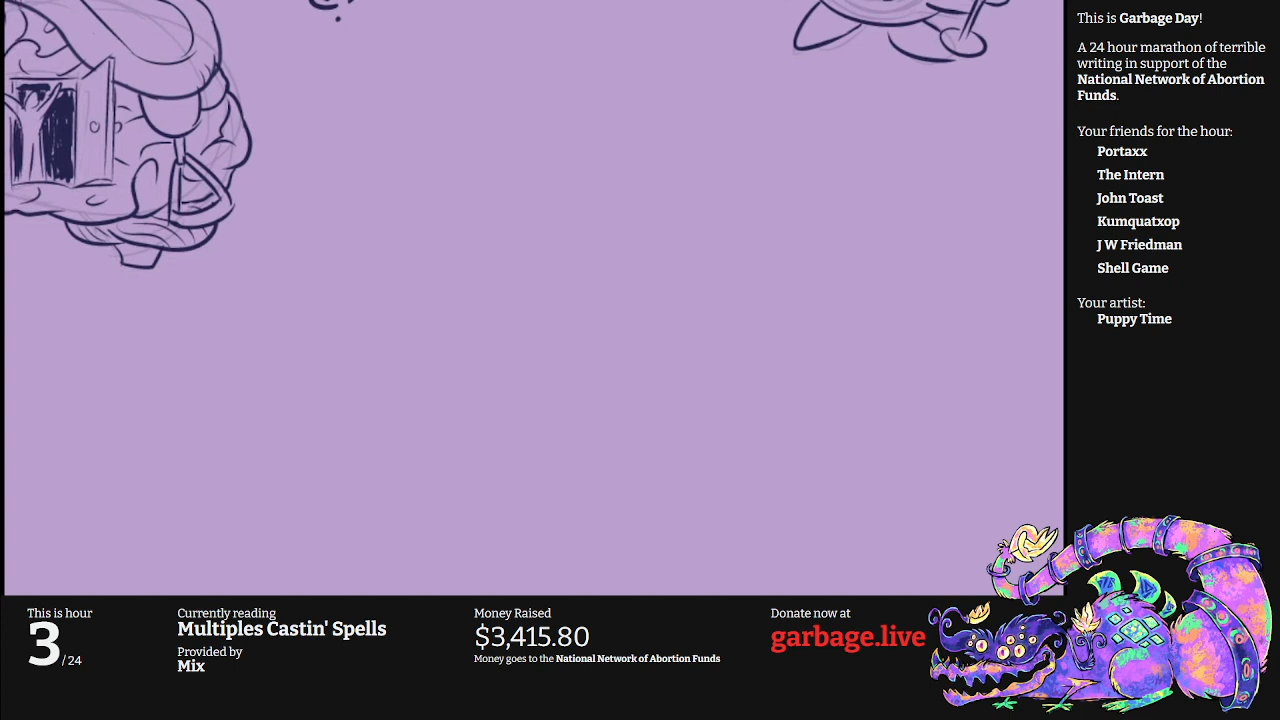 This is Garbage Day!
A 24 hour marathon of terrible
writing in support of the
National Network of Abortion
Funds.
Your friends for the hour:
Portaxx
The Intern
John Toast
Kumquatxop
J W Friedman
Shell Game
Your artist:
Puppy Time
This is hour
3/24
Currently reading
Multiples Castin' Spells
Provided by
Mix
Money Raised
$3,415.80
Money goes to the National Network of Abortion Funds
Donate now at
garbage.live